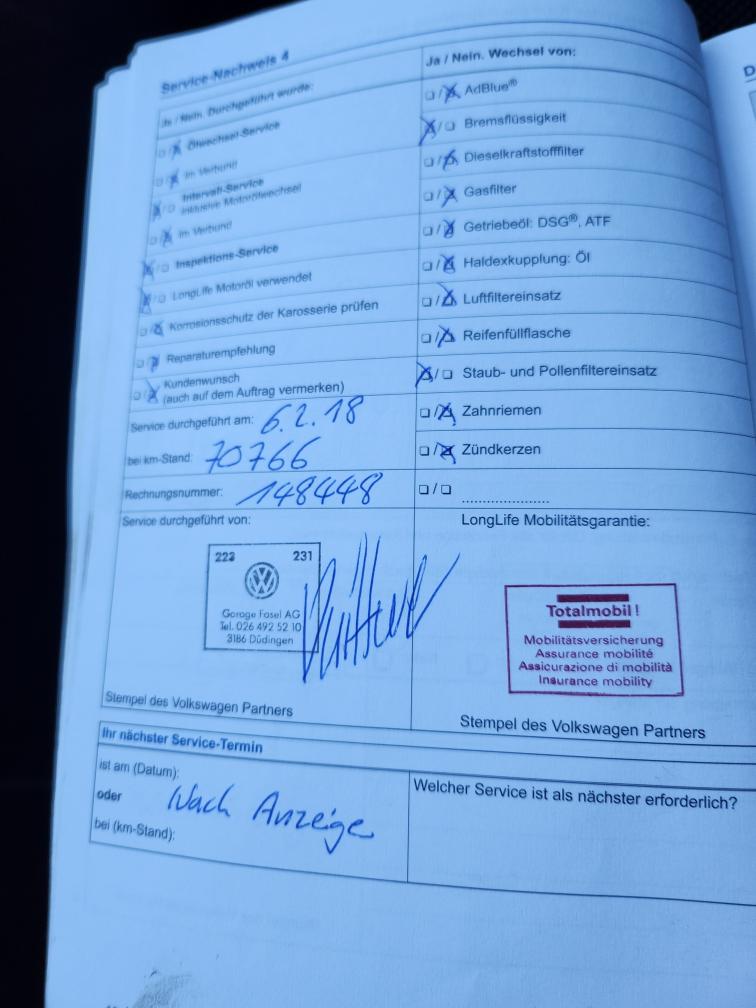 Service-Nachweis 4
Ja / Nein. Durchgeführt wurde:
Ölwechsel-Service
im Verbund
Intervall-Service
inklusive Motorölwechsel
im Verbund
Inspektions-Service
LongLife Motoröl verwendet
Korrosionsschutz der Karosserie prüfen
Reparaturempfehlung
Kundenwunsch
(auch auf dem Auftrag vermerken)
Service durchgeführt am: 6.2.18
bei km-Stand: 70766
Rechnungsnummer: 148448
Service durchgeführt von:
223 231
Garage Fasel AG
Tel. 026 492 52 10
3186 Düdingen
Stempel des Volkswagen Partners
Ja / Nein. Wechsel von:
AdBlue®
Bremsflüssigkeit
Dieselkraftstofffilter
Gasfilter
Getriebeöl: DSG®, ATF
Haldexkupplung: Öl
Luftfiltereinsatz
Reifenfüllflasche
Staub- und Pollenfiltereinsatz
Zahnriemen
Zündkerzen
LongLife Mobilitätsgarantie:
Totalmobil!
Mobilitätsversicherung
Assurance mobilité
Assicurazione di mobilità
Insurance mobility
Stempel des Volkswagen Partners
Ihr nächster Service-Termin
ist am (Datum):
oder Nach Anzeige
bei (km-Stand):
Welcher Service ist als nächster erforderlich?
D